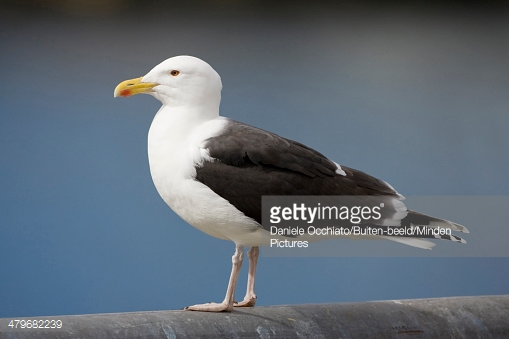 gettyimages
Daniele Occhiato/Buiten-beeld/Minden
Pictures
479682239